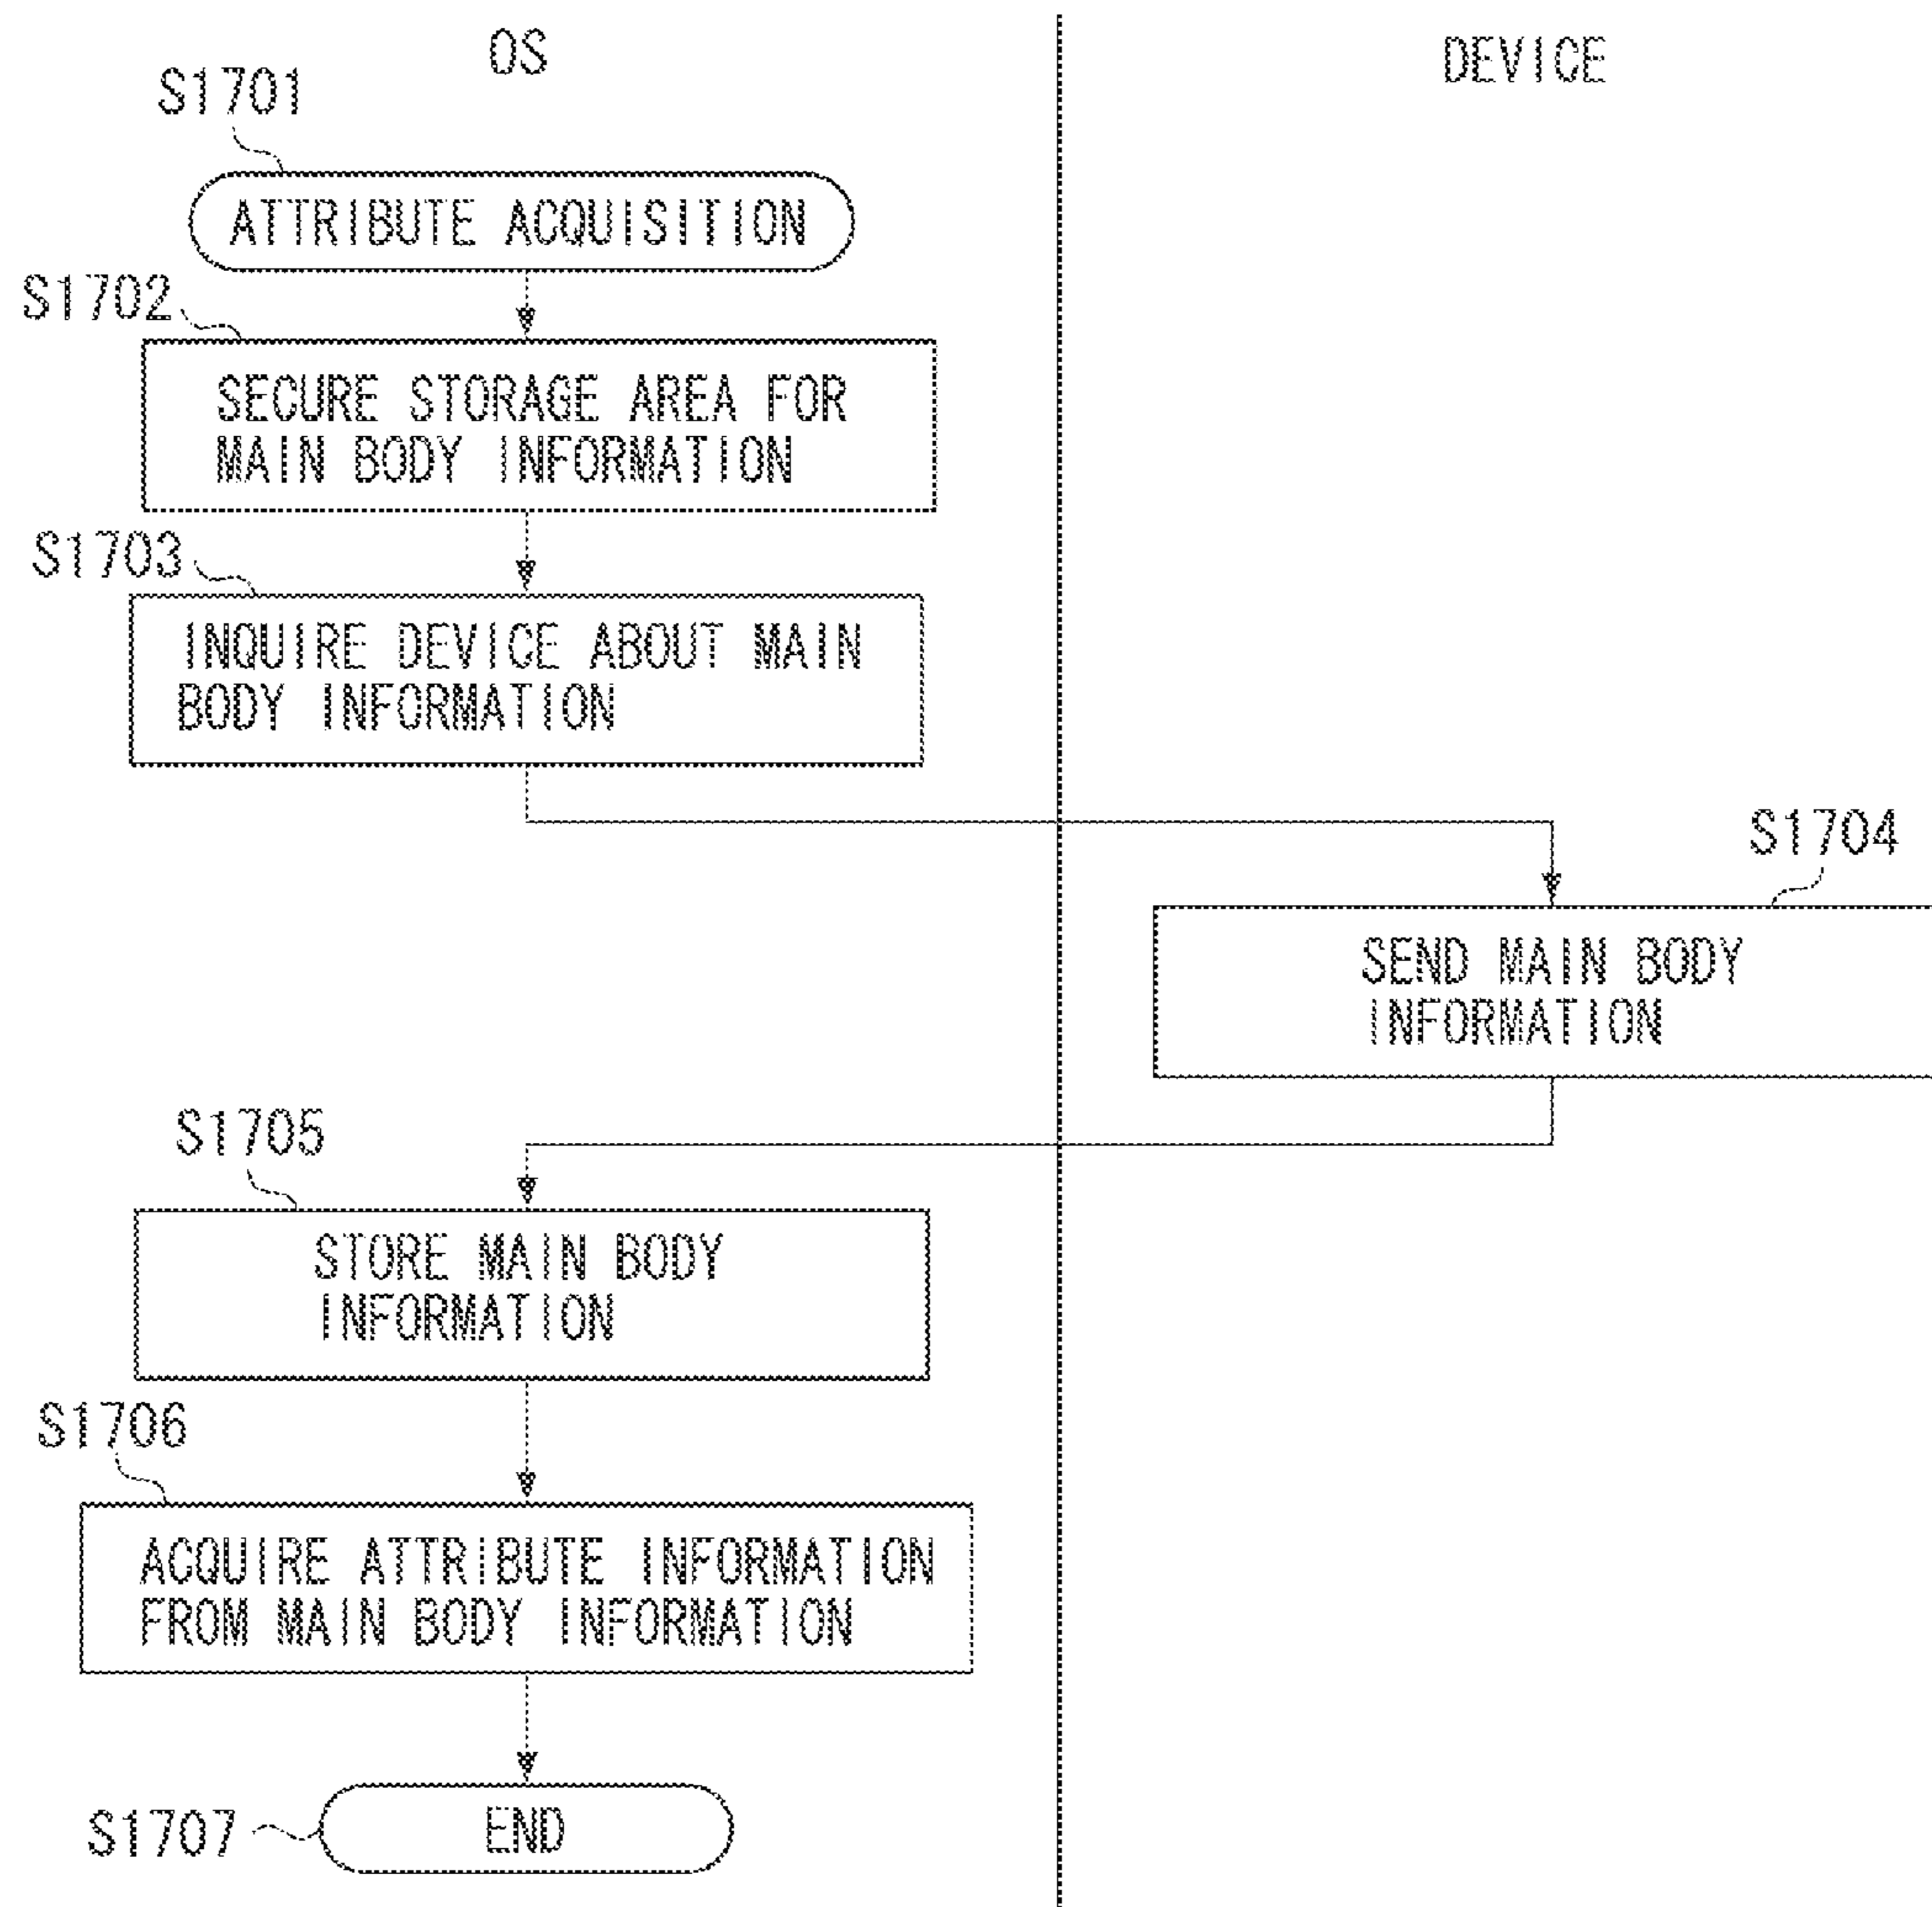 OS
DEVICE
S1701
ATTRIBUTE ACQUISITION
S1702
SECURE STORAGE AREA FOR
MAIN BODY INFORMATION
S1703
INQUIRE DEVICE ABOUT MAIN
BODY INFORMATION
S1704
SEND MAIN BODY
INFORMATION
S1705
STORE MAIN BODY
INFORMATION
S1706
ACQUIRE ATTRIBUTE INFORMATION
FROM MAIN BODY INFORMATION
S1707
END